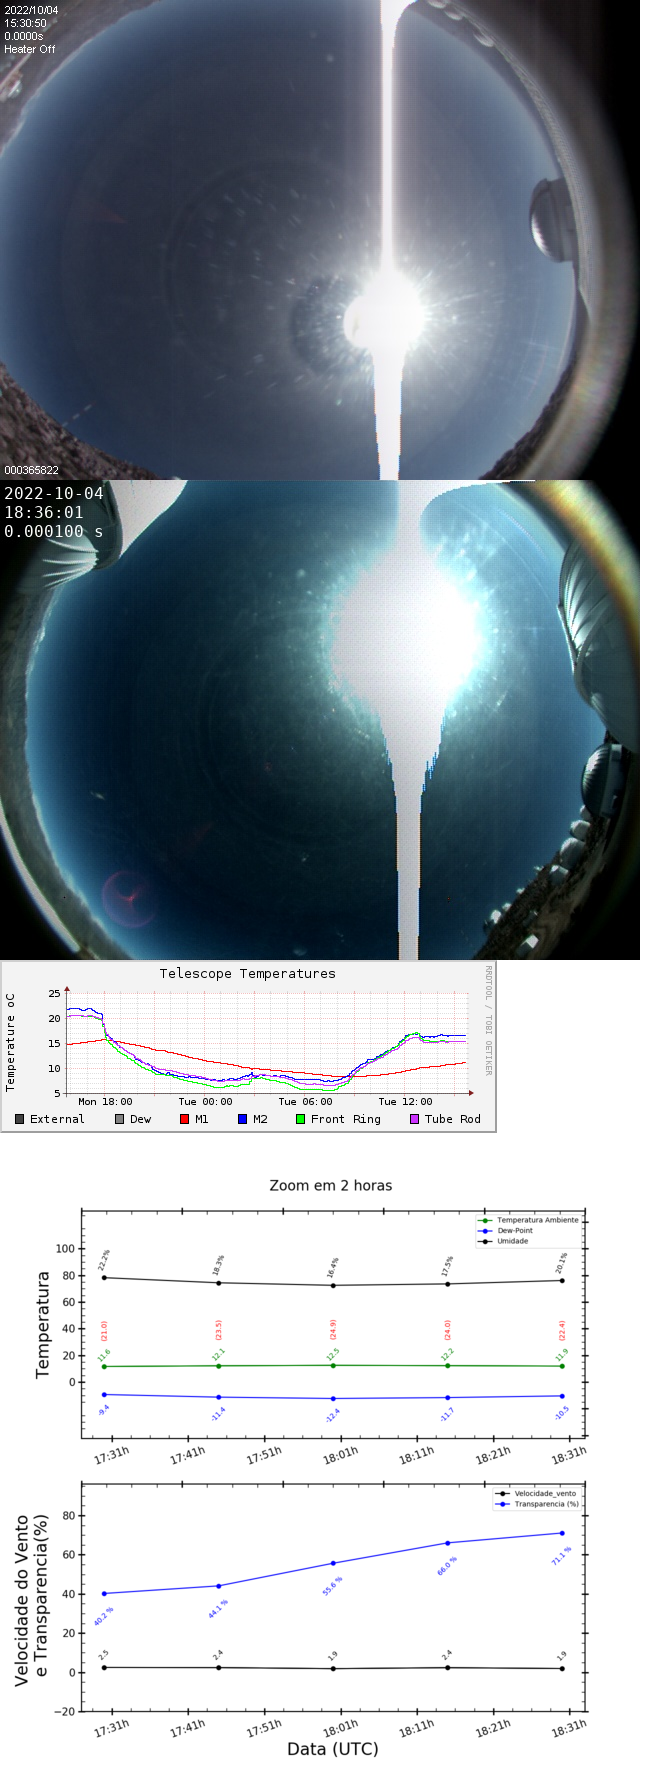 2022/10/04
15:30:50
0.0000s
Heater Off
000365822
2022-10-04
18:36:01
0.000100 s
Telescope Temperatures
RRDTOOL / TOBI OETIKER
Temperature oC
25
20
15
10
5
Mon 18:00 Tue 00:00 Tue 06:00 Tue 12:00
External Dew M1 M2 Front Ring Tube Rod
Zoom em 2 horas
Temperatura Ambiente
Dew-Point
Umidade
Temperatura
100
80
60
40
20
0
22.2% 18.3% 16.4% 17.5% 20.1%
(21.0) (23.5) (24.9) (24.0) (22.4)
11.6 12.1 12.5 12.2 11.9
-9.4 -11.4 -12.4 -11.7 -10.5
17:31h 17:41h 17:51h 18:01h 18:11h 18:21h 18:31h
Velocidade_vento
Transparencia (%)
Velocidade do Vento
e Transparencia(%)
80
60
40
20
0
−20
40.2 % 44.1 % 55.6 % 66.0 % 71.1 %
2.5 2.4 1.9 2.4 1.9
17:31h 17:41h 17:51h 18:01h 18:11h 18:21h 18:31h
Data (UTC)